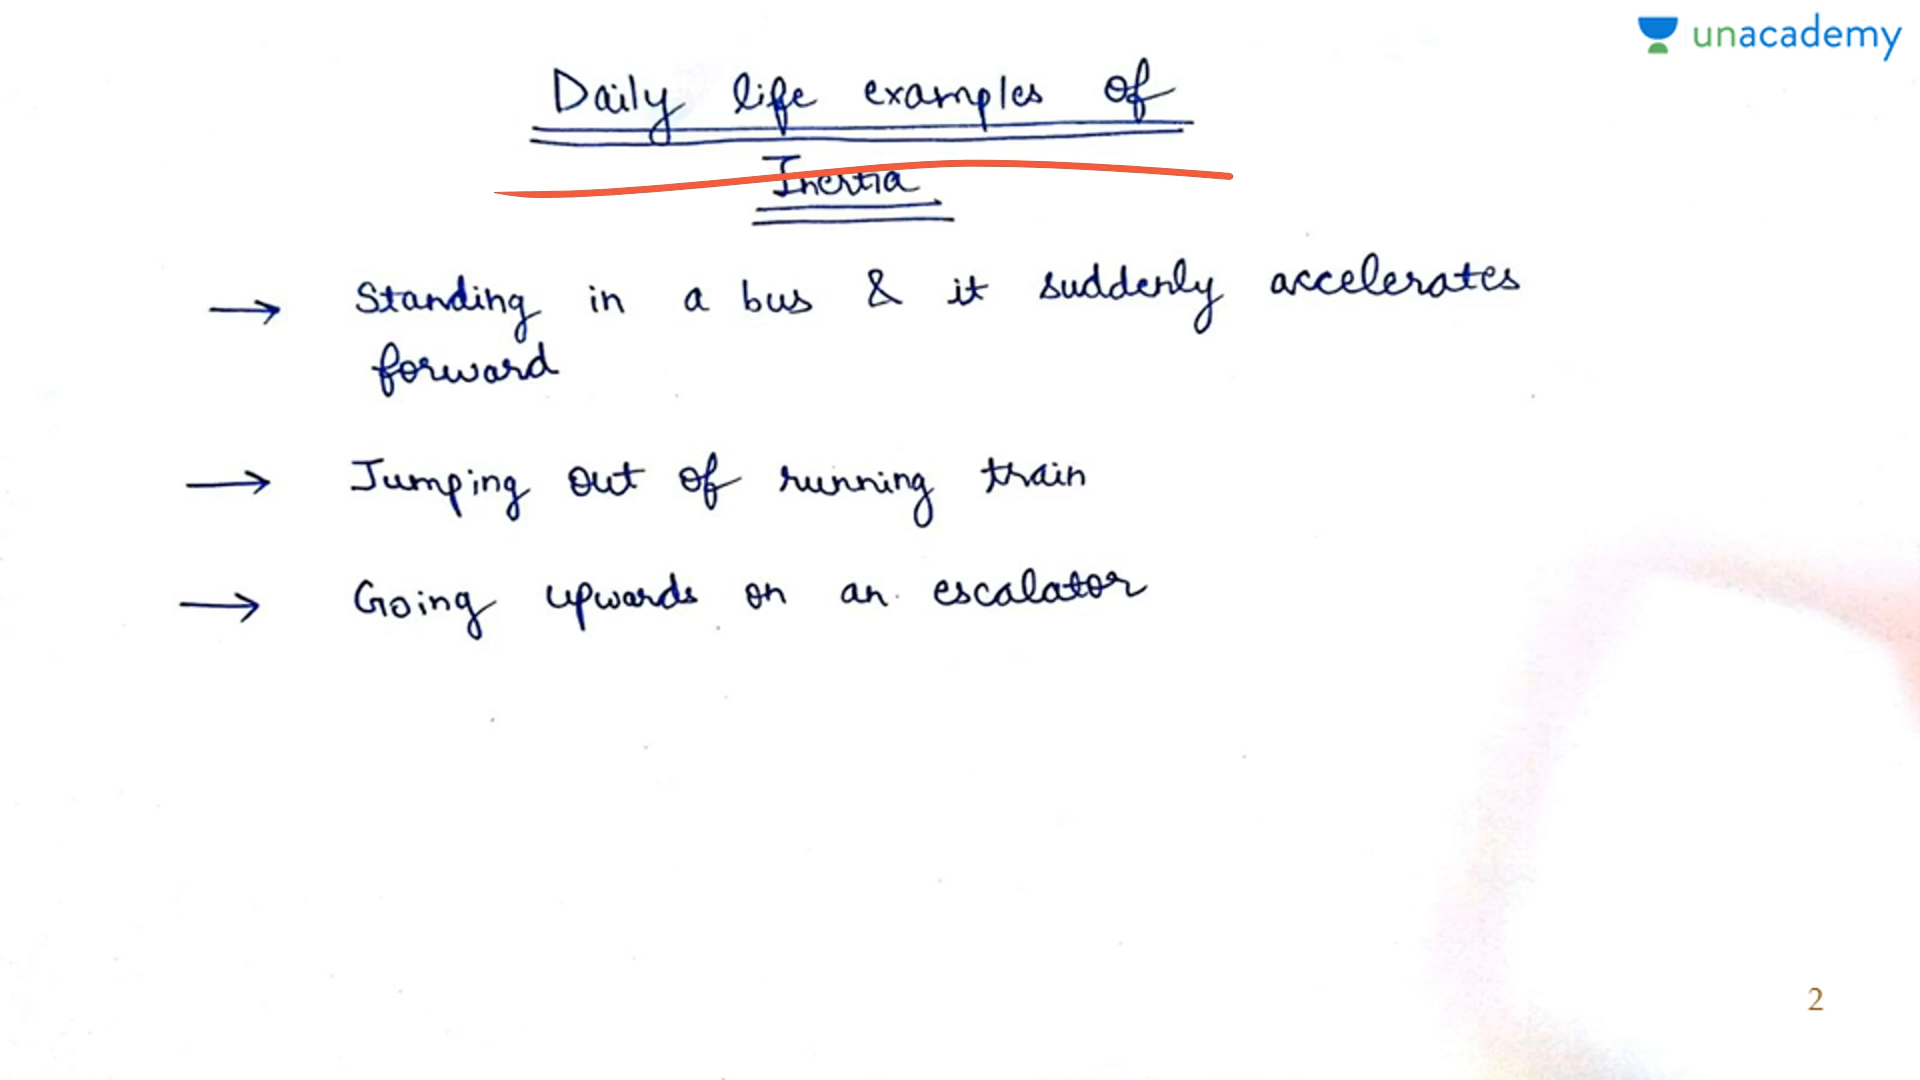 unacademy
Daily life examples of
Inertia
→ Standing in a bus & it suddenly accelerates
forward
→ Jumping out of running train
→ Going upwards on an escalator
2